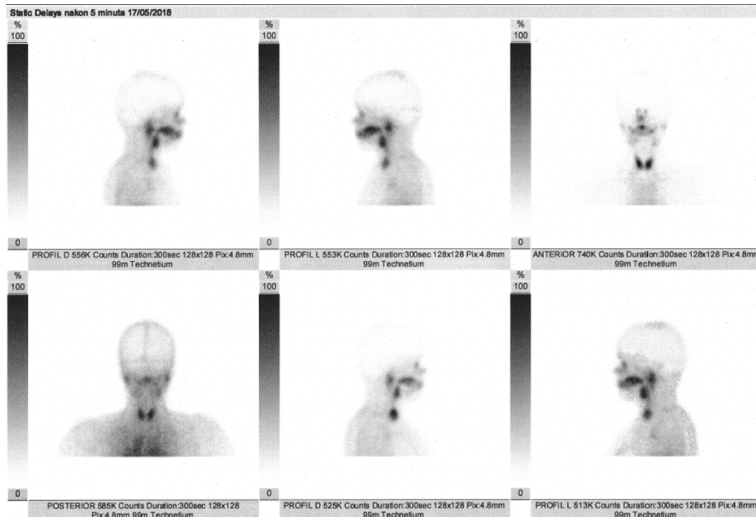 Static Delays nakon 5 minuta 17/05/2018
%
100
0
PROFIL D 556K Counts Duration:300sec 128x128 Pix:4.8mm
99m Technetium
%
100
0
PROFIL L 553K Counts Duration:300sec 128x128 Pix:4.8mm
99m Technetium
%
100
0
ANTERIOR 740K Counts Duration:300sec 128x128 Pix:4.8mm
99m Technetium
%
100
0
POSTERIOR 585K Counts Duration:300sec 128x128
Pix:4.8mm 99m Technetium
%
100
0
PROFIL D 525K Counts Duration:300sec 128x128 Pix:4.8mm
99m Technetium
%
100
0
PROFIL L 513K Counts Duration:300sec 128x128 Pix:4.8mm
99m Technetium